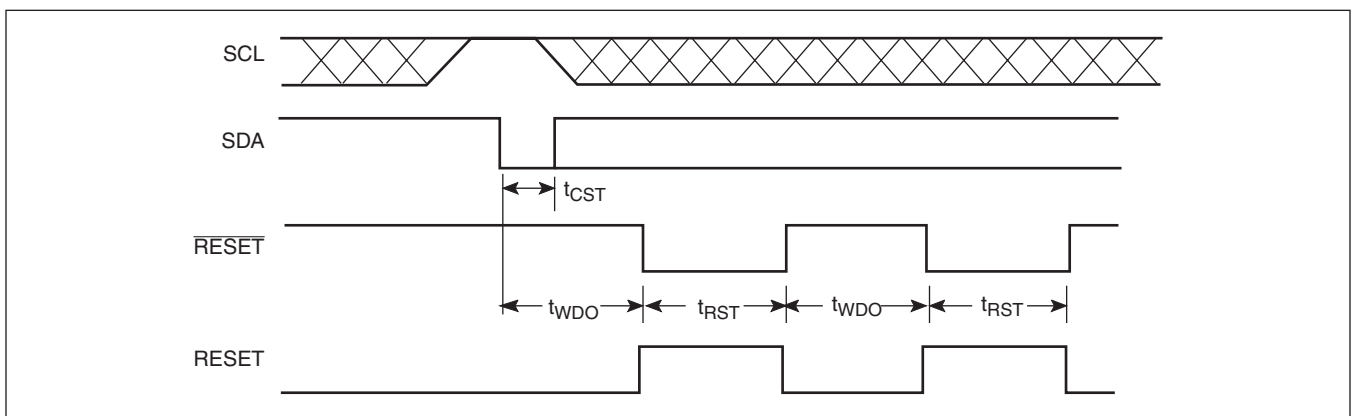 SCL
SDA
tCST
RESET
tWDO tRST tWDO tRST
RESET